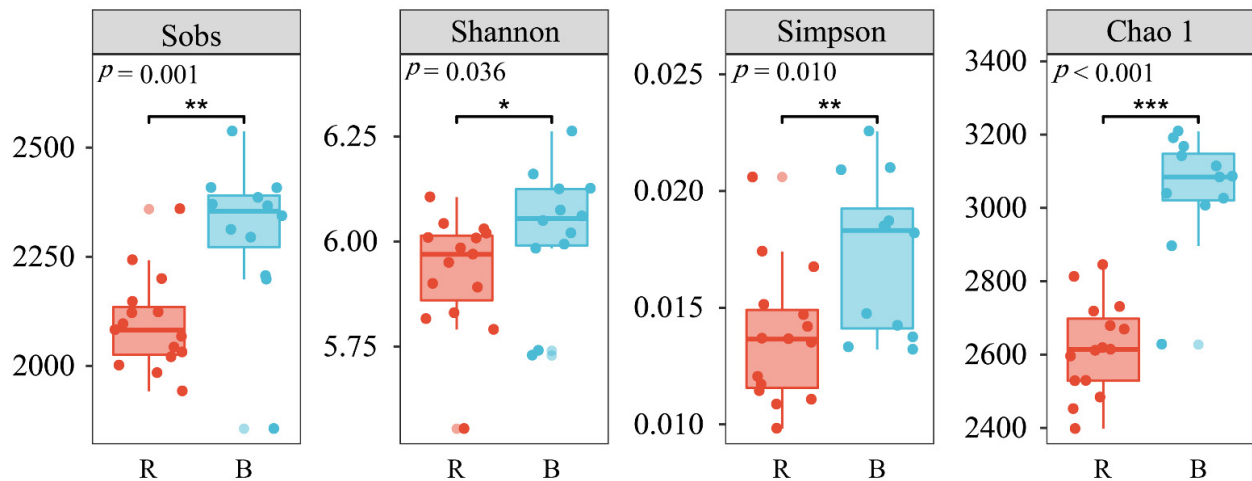 Sobs
p = 0.001
**
2500
2250
2000
R B
Shannon
p = 0.036
*
6.25
6.00
5.75
R B
Simpson
p = 0.010
**
0.025
0.020
0.015
0.010
R B
Chao 1
p < 0.001
***
3400
3200
3000
2800
2600
2400
R B